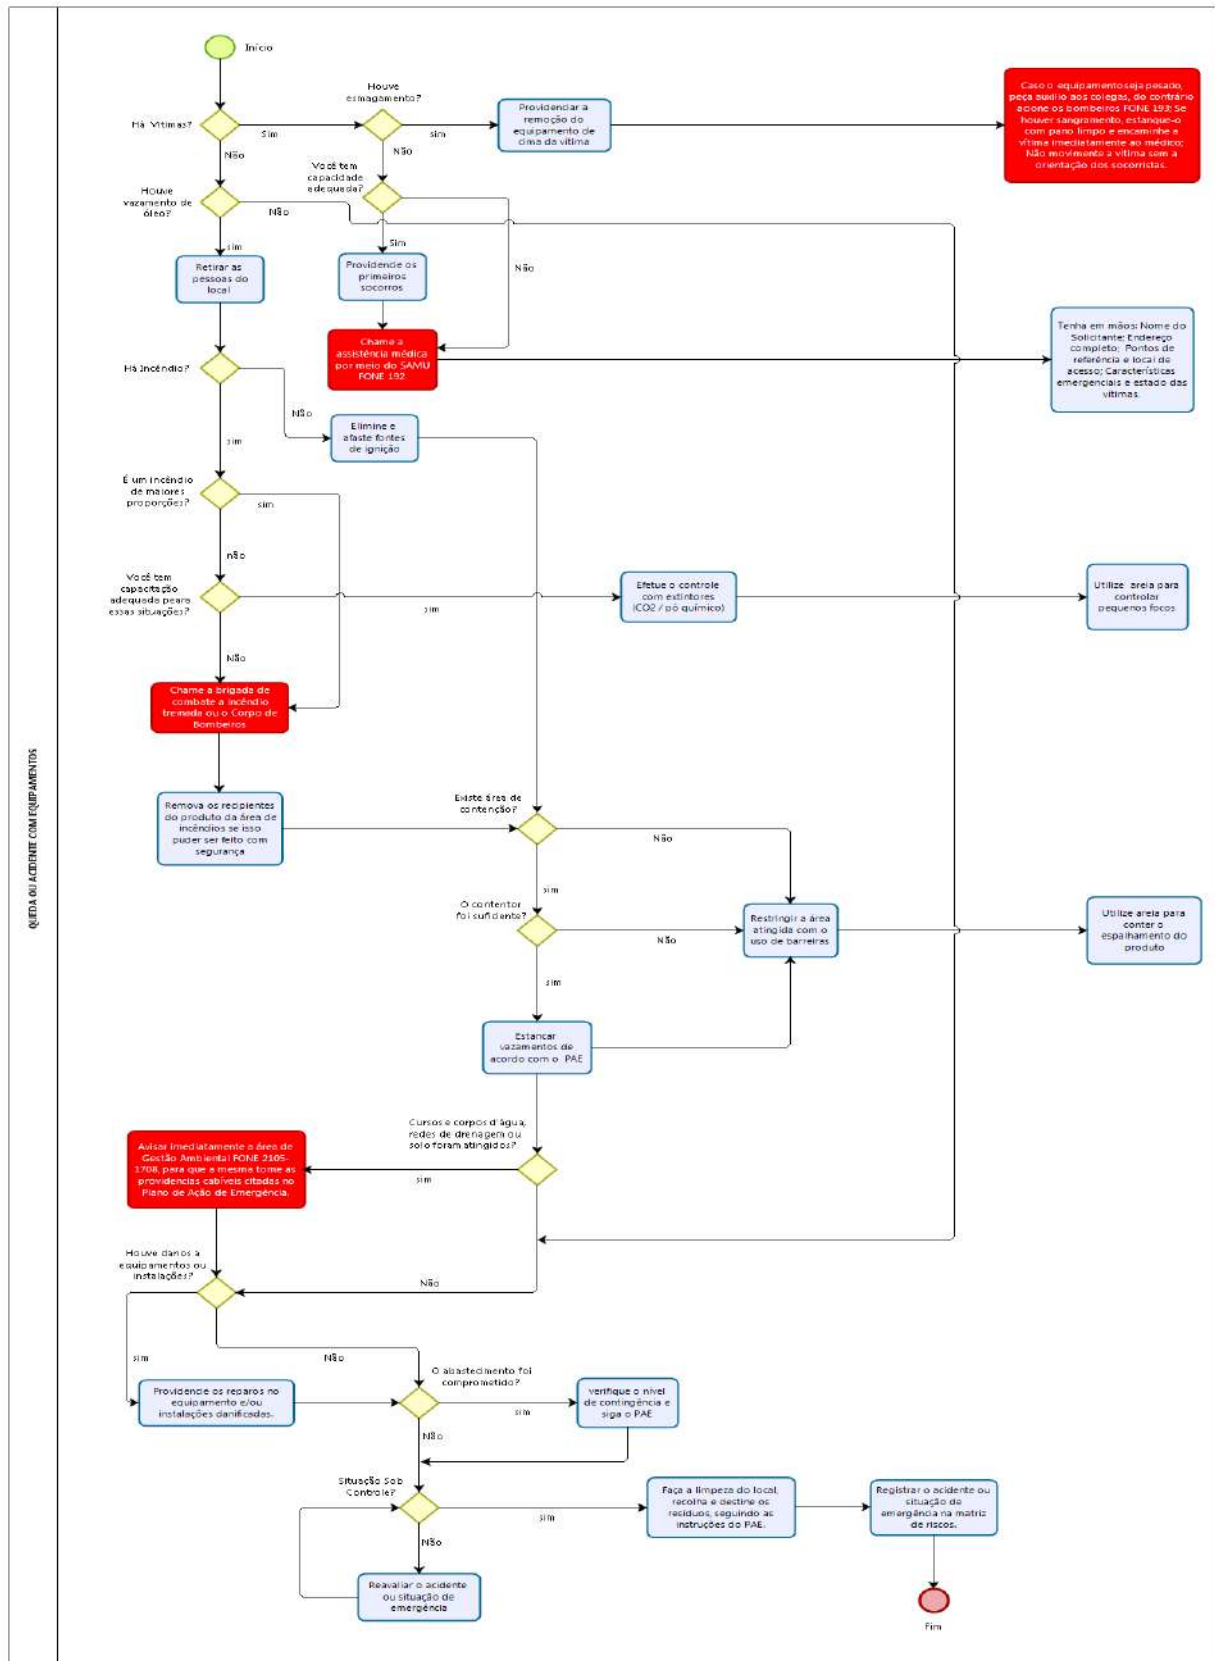 QUEDA OU ACIDENTE COM EQUIPAMENTOS
Início
Há Vítimas?
Sim
Houve
esmagamento?
sim
Providenciar a
remoção do
equipamento de
cima da vítima
Caso o equipamento seja pesado,
peça auxílio aos colegas, do contrário
acione os bombeiros FONE 193; Se
houver sangramento, estanque-o
com pano limpo e encaminhe a
vítima imediatamente ao médico;
Não movimente a vítima sem a
orientação dos socorristas.
Não
Não
Você tem
capacidade
adequada?
Houve
vazamento de
óleo?
Não
sim
Sim
Não
Retirar as
pessoas do
local
Providencie os
primeiros
socorros
Chame a
assistência médica
por meio do SAMU
FONE 192
Tenha em mãos: Nome do
Solicitante; Endereço
completo; Pontos de
referência e local de
acesso; Características
emergenciais e estado das
vítimas.
Há Incêndio?
Não
sim
Elimine e
afaste fontes
de ignição
É um incêndio
de maiores
proporções?
sim
não
Você tem
capacitação
adequada peara
essas situações?
sim
Efetue o controle
com extintores
(CO2 / pó químico)
Utilize areia para
controlar
pequenos focos
Não
Chame a brigada de
combate a incêndio
treinada ou o Corpo de
Bombeiros
Remova os recipientes
do produto da área de
incêndios se isso
puder ser feito com
segurança
Existe área de
contenção?
Não
sim
O contentor
foi suficiente?
Não
Restringir a área
atingida com o
uso de barreiras
Utilize areia para
conter o
espalhamento do
produto
sim
Estancar
vazamentos de
acordo com o PAE
Cursos e corpos d'água,
redes de drenagem ou
solo foram atingidos?
sim
Avisar imediatamente a área de
Gestão Ambiental FONE 2105-
1708, para que a mesma tome as
providencias cabíveis citadas no
Plano de Ação de Emergência.
Houve danos a
equipamentos ou
instalações?
Não
sim
Não
O abastecimento foi
comprometido?
Providencie os reparos no
equipamento e/ou
instalações danificadas.
sim
verifique o nível
de contingência e
siga o PAE
Não
Situação Sob
Controle?
sim
Faça a limpeza do local,
recolha e destine os
resíduos, seguindo as
instruções do PAE.
Registrar o acidente ou
situação de
emergência na matriz
de riscos.
Não
Reavaliar o acidente
ou situação de
emergência
Fim